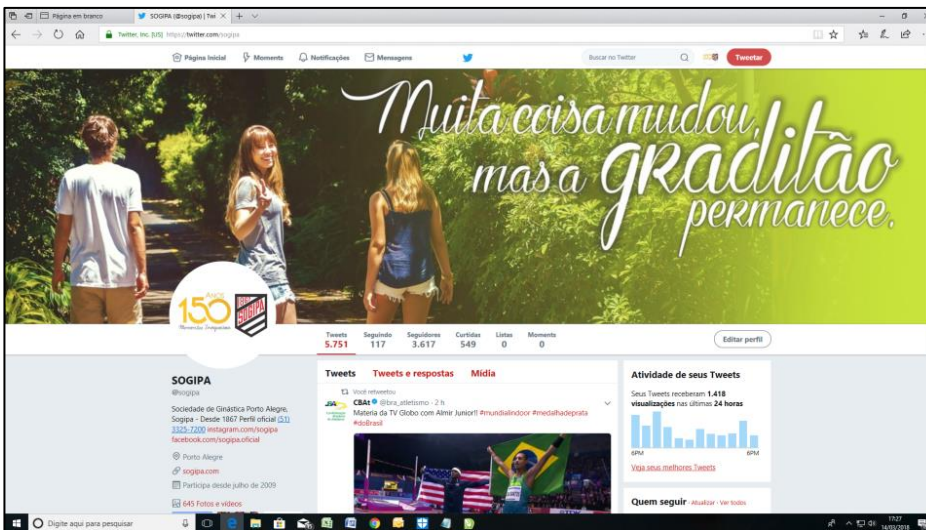 Página em branco
SOGIPA (@sogipa) | Twi
Twitter, Inc. [US] https://twitter.com/sogipa
Página Inicial Moments Notificações Mensagens Buscar no Twitter Tweetar
Muita coisa mudou,
mas a graditão
permanece.
ANOS
150
SOGIPA
Tweets Seguindo Seguidores Curtidas Listas Moments
5.751 117 3.617 549 0 0
Editar perfil
SOGIPA
@sogipa
Sociedade de Ginástica Porto Alegre,
Sogipa - Desde 1867 Perfil oficial (51)
3325-7200 instagram.com/sogipa
facebook.com/sogipa.oficial
Porto Alegre
sogipa.com
Participa desde julho de 2009
645 Fotos e vídeos
Tweets Tweets e respostas Mídia
Você retweetou
CBAt @bra_atletismo · 2 h
Materia da TV Globo com Almir Junior!! #mundialindoor #medalhadeprata
#doBrasil
Atividade de seus Tweets
Seus Tweets receberam 1.418
visualizações nas últimas 24 horas
6PM 6PM
Veja seus melhores Tweets
Quem seguir · Atualizar · Ver todos
Digite aqui para pesquisar
17:27
14/03/2018